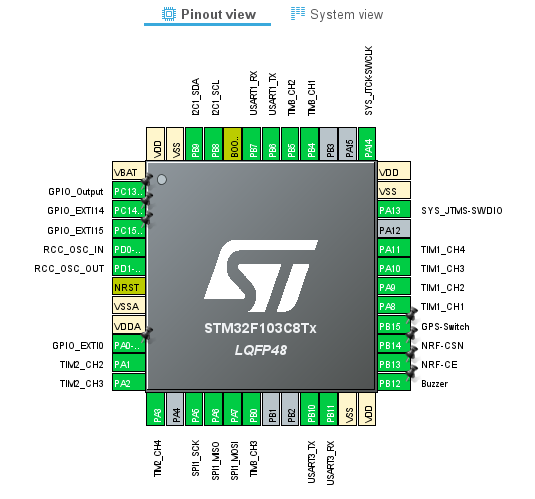 Pinout view
System view
I2C1_SDA
I2C1_SCL
USART1_RX
USART1_TX
TIM3_CH2
TIM3_CH1
SYS_JTCK-SWCLK
VDD
VSS
PB9
PB8
BOO..
PB7
PB6
PB5
PB4
PB3
PA15
PA14
VBAT
GPIO_Output
PC13..
GPIO_EXTI14
PC14..
GPIO_EXTI15
PC15..
RCC_OSC_IN
PD0-..
RCC_OSC_OUT
PD1-..
NRST
VSSA
VDDA
GPIO_EXTI0
PA0-..
TIM2_CH2
PA1
TIM2_CH3
PA2
VDD
VSS
PA13
SYS_JTMS-SWDIO
PA12
PA11
TIM1_CH4
PA10
TIM1_CH3
PA9
TIM1_CH2
PA8
TIM1_CH1
PB15
GPS-Switch
PB14
NRF-CSN
PB13
NRF-CE
PB12
Buzzer
ST
STM32F103C8Tx
LQFP48
PA3
PA4
PA5
PA6
PA7
PB0
PB1
PB2
PB10
PB11
VSS
VDD
TIM2_CH4
SPI1_SCK
SPI1_MISO
SPI1_MOSI
TIM3_CH3
USART3_TX
USART3_RX